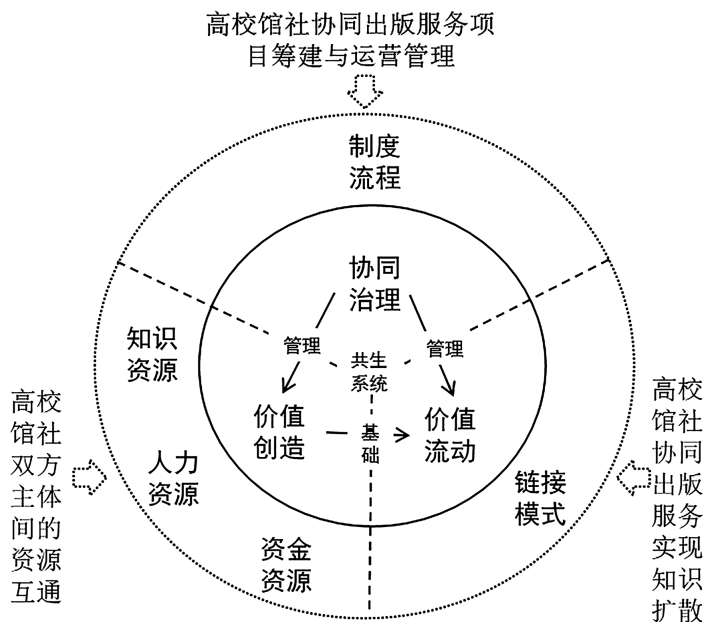 高校馆社协同出版服务项
目筹建与运营管理
制度
流程
协同
治理
管理
管理
共生
系统
价值
创造
基
础
价值
流动
知识
资源
人力
资源
资金
资源
链接
模式
高校
馆社
双方
主体
间的
资源
互通
高校
馆社
协同
出版
服务
实现
知识
扩散